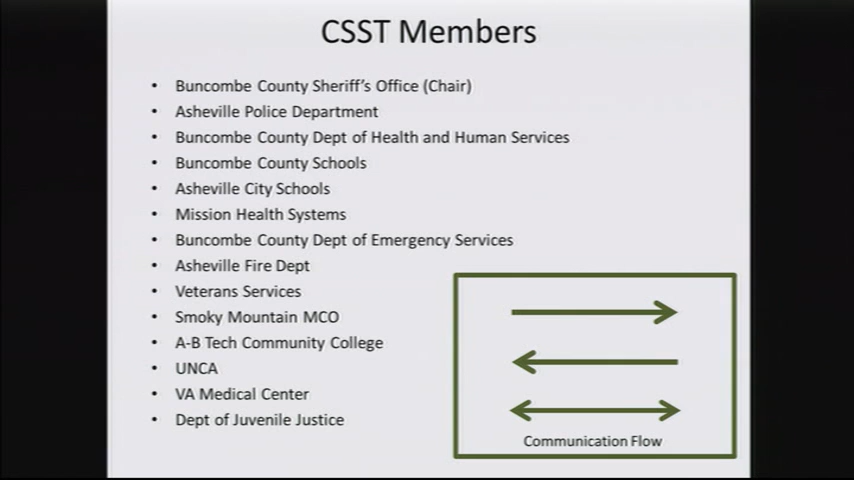 CSST Members
• Buncombe County Sheriff's Office (Chair)
• Asheville Police Department
• Buncombe County Dept of Health and Human Services
• Buncombe County Schools
• Asheville City Schools
• Mission Health Systems
• Buncombe County Dept of Emergency Services
• Asheville Fire Dept
• Veterans Services
• Smoky Mountain MCO
• A-B Tech Community College
• UNCA
• VA Medical Center
• Dept of Juvenile Justice
Communication Flow